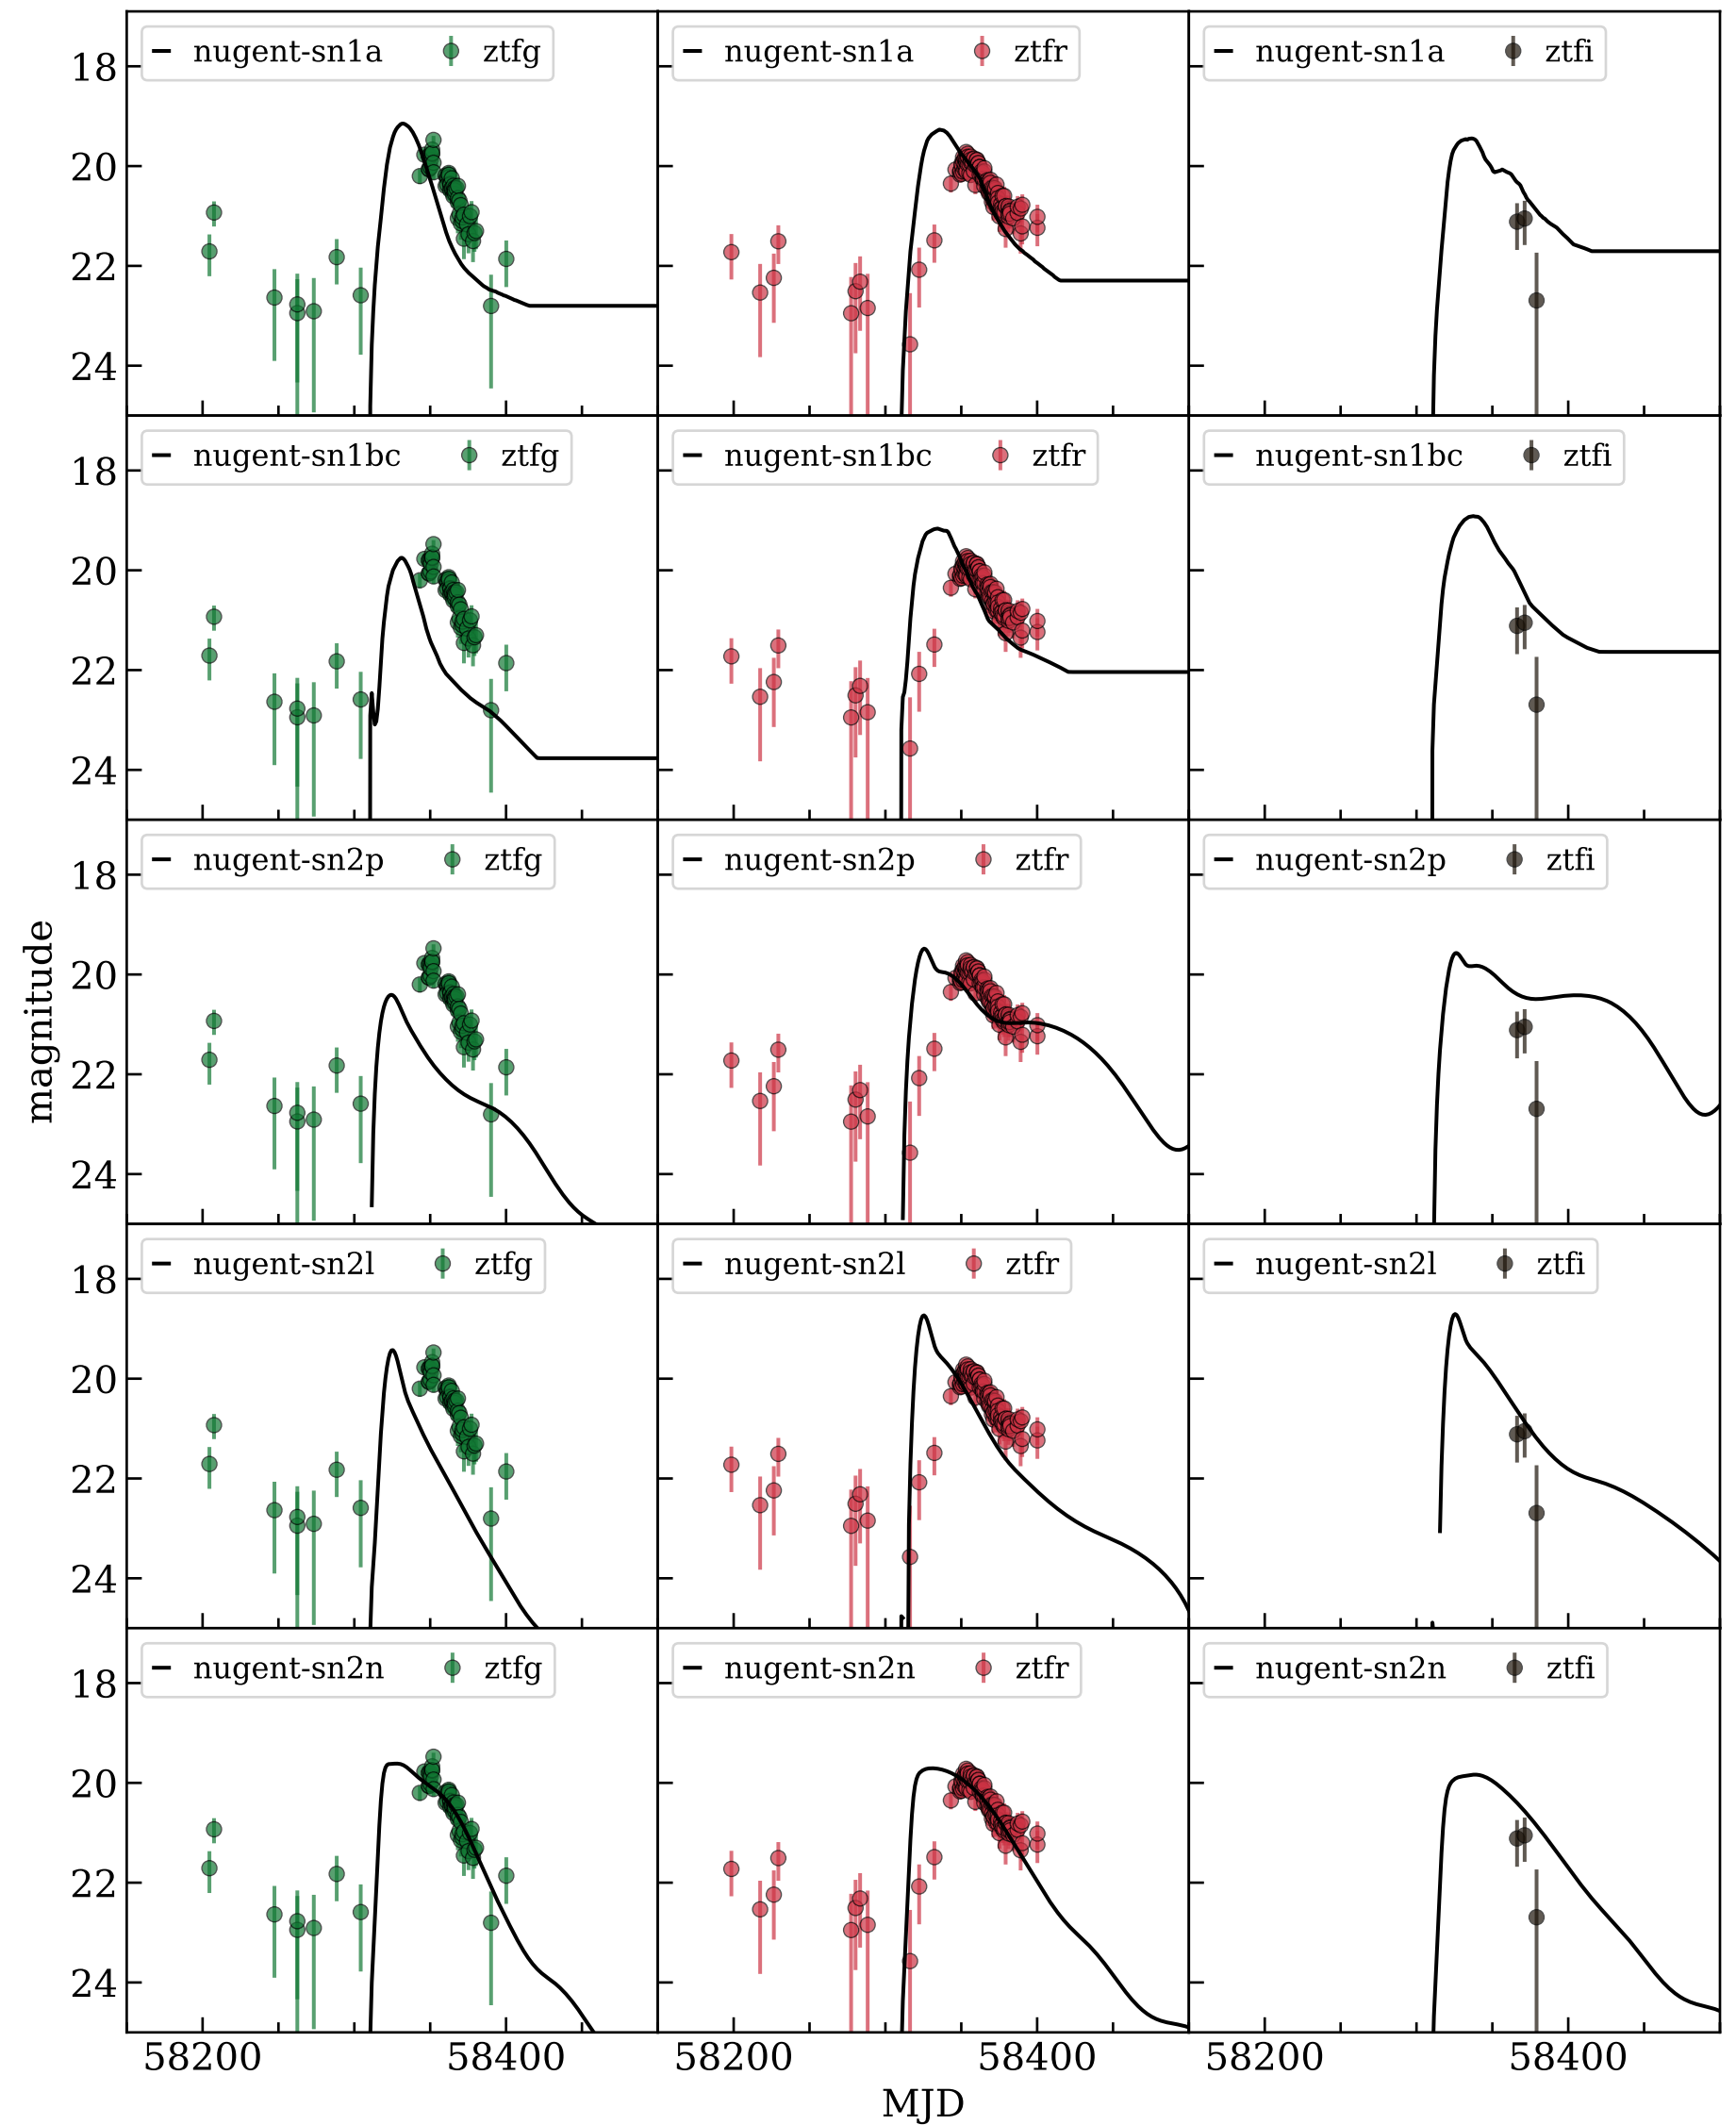 nugent-sn1a ztfg nugent-sn1a ztfr nugent-sn1a ztfi
18
20
22
24
nugent-sn1bc ztfg nugent-sn1bc ztfr nugent-sn1bc ztfi
18
20
22
24
nugent-sn2p ztfg nugent-sn2p ztfr nugent-sn2p ztfi
18
20
magnitude
22
24
nugent-sn2l ztfg nugent-sn2l ztfr nugent-sn2l ztfi
18
20
22
24
nugent-sn2n ztfg nugent-sn2n ztfr nugent-sn2n ztfi
18
20
22
24
58200 58400 58200 58400 58200 58400
MJD